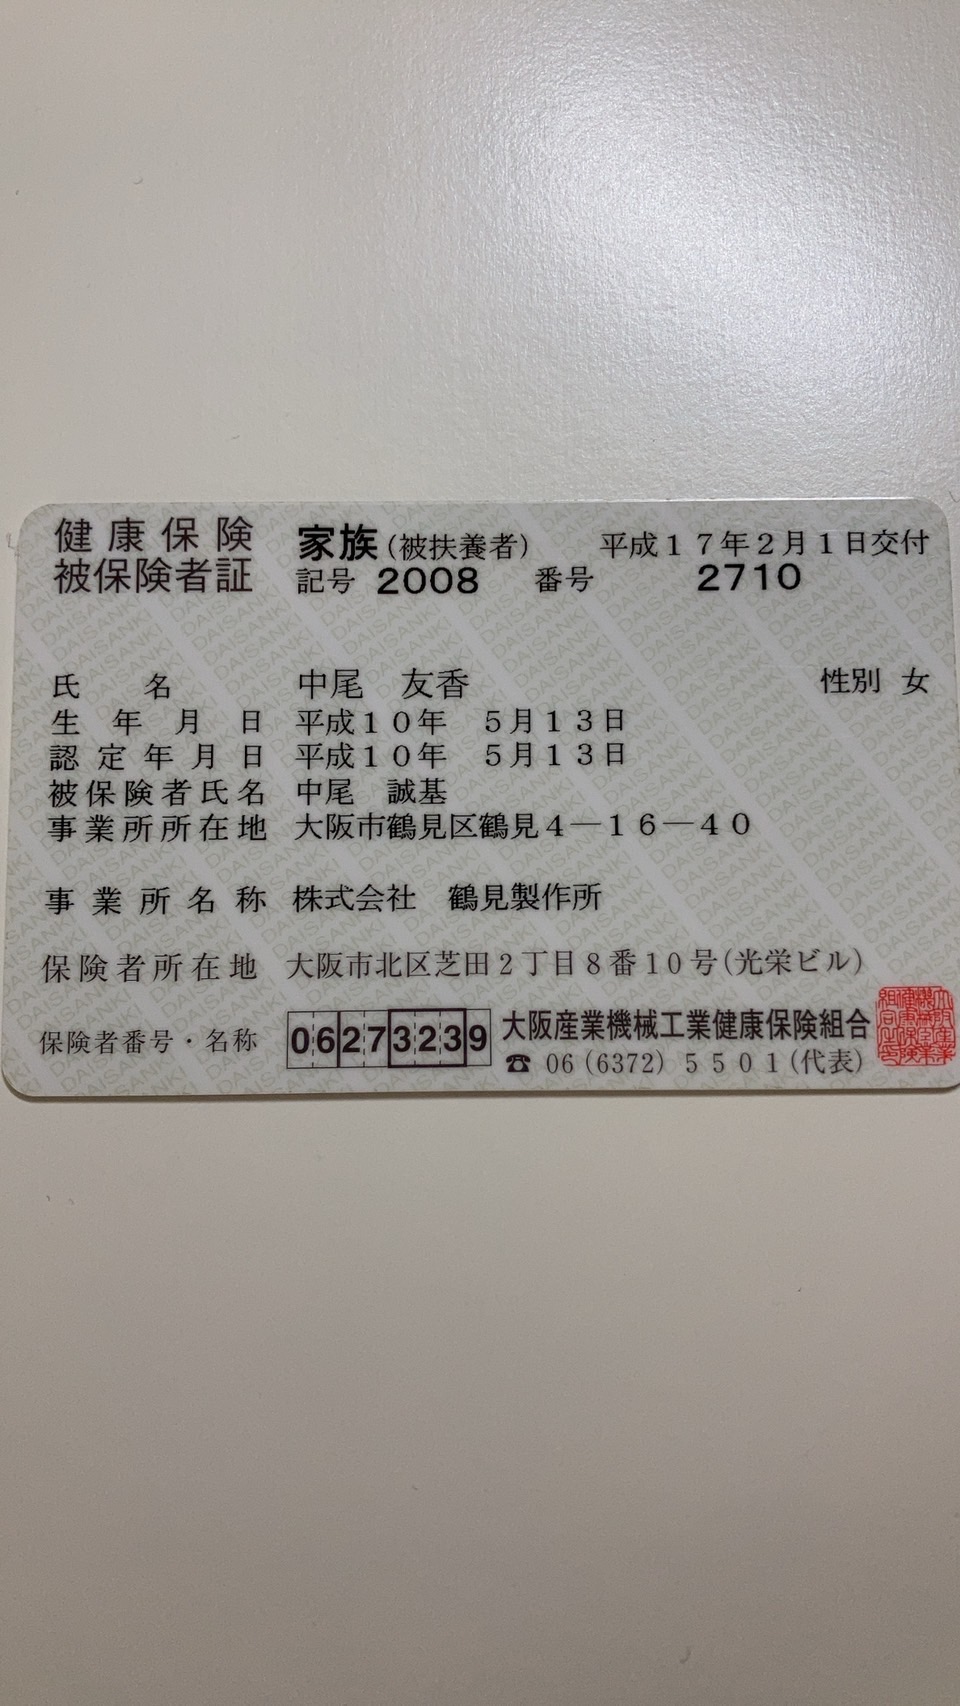 健康保険 家族(被扶養者) 平成17年2月1日交付
被保険者証 記号 2008 番号 2710
氏名 中尾 友香 性別 女
生年月日 平成10年 5月13日
認定年月日 平成10年 5月13日
被保険者氏名 中尾 誠基
事業所所在地 大阪市鶴見区鶴見4-16-40
事業所名称 株式会社 鶴見製作所
保険者所在地 大阪市北区芝田2丁目8番10号(光栄ビル)
保険者番号・名称 06273239 大阪産業機械工業健康保険組合
☎ 06(6372)5501(代表)
DAISANKI